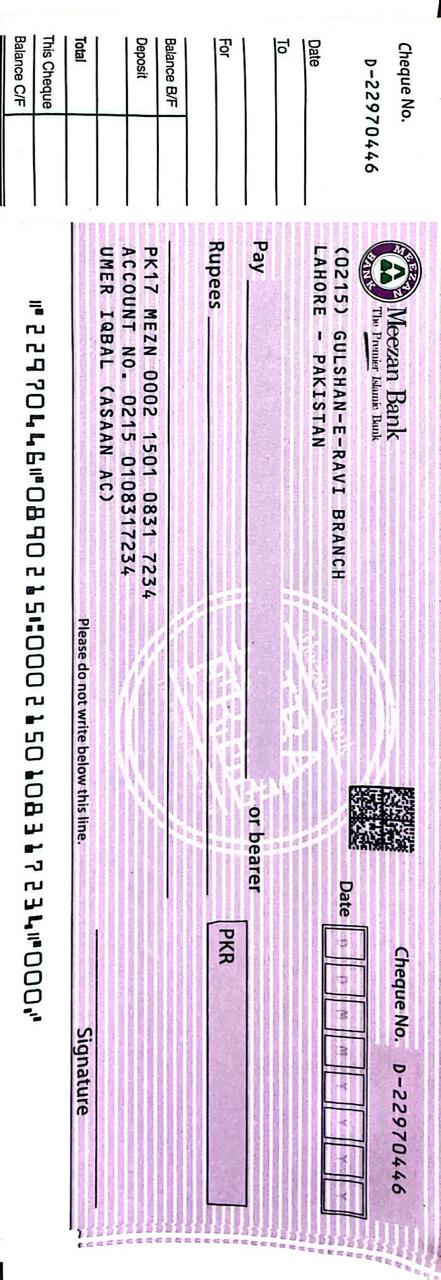 Cheque No.
D-22970446
Date
To
For
Balance B/F
Deposit
Total
This Cheque
Balance C/F
MEEZAN BANK
Meezan Bank
The Premier Islamic Bank
(0215) GULSHAN-E-RAVI BRANCH
LAHORE - PAKISTAN
Cheque No. D-22970446
Date D D M M Y Y Y Y
Pay or bearer
Rupees
PKR
PK17 MEZN 0002 1501 0831 7234
ACCOUNT NO. 0215 0108317234
UMER IQBAL (ASAAN AC)
Please do not write below this line.
Signature
⑈22970446⑈0890215⑆0002150108317234⑈000⑇